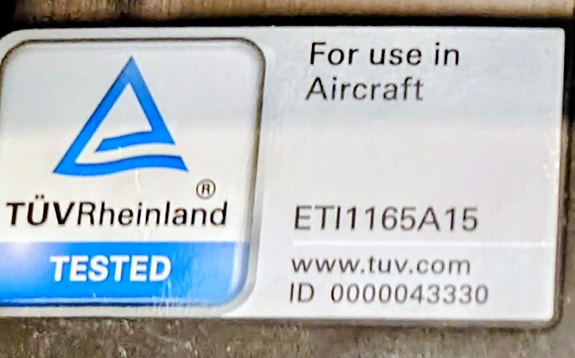 For use in
Aircraft
®
TÜVRheinland
TESTED
ETI1165A15
www.tuv.com
ID 0000043330